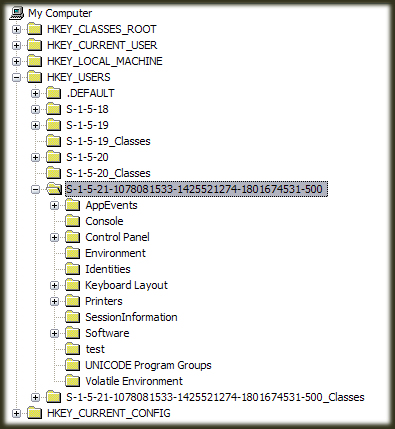 My Computer
HKEY_CLASSES_ROOT
HKEY_CURRENT_USER
HKEY_LOCAL_MACHINE
HKEY_USERS
.DEFAULT
S-1-5-18
S-1-5-19
S-1-5-19_Classes
S-1-5-20
S-1-5-20_Classes
S-1-5-21-1078081533-1425521274-1801674531-500
AppEvents
Console
Control Panel
Environment
Identities
Keyboard Layout
Printers
SessionInformation
Software
test
UNICODE Program Groups
Volatile Environment
S-1-5-21-1078081533-1425521274-1801674531-500_Classes
HKEY_CURRENT_CONFIG